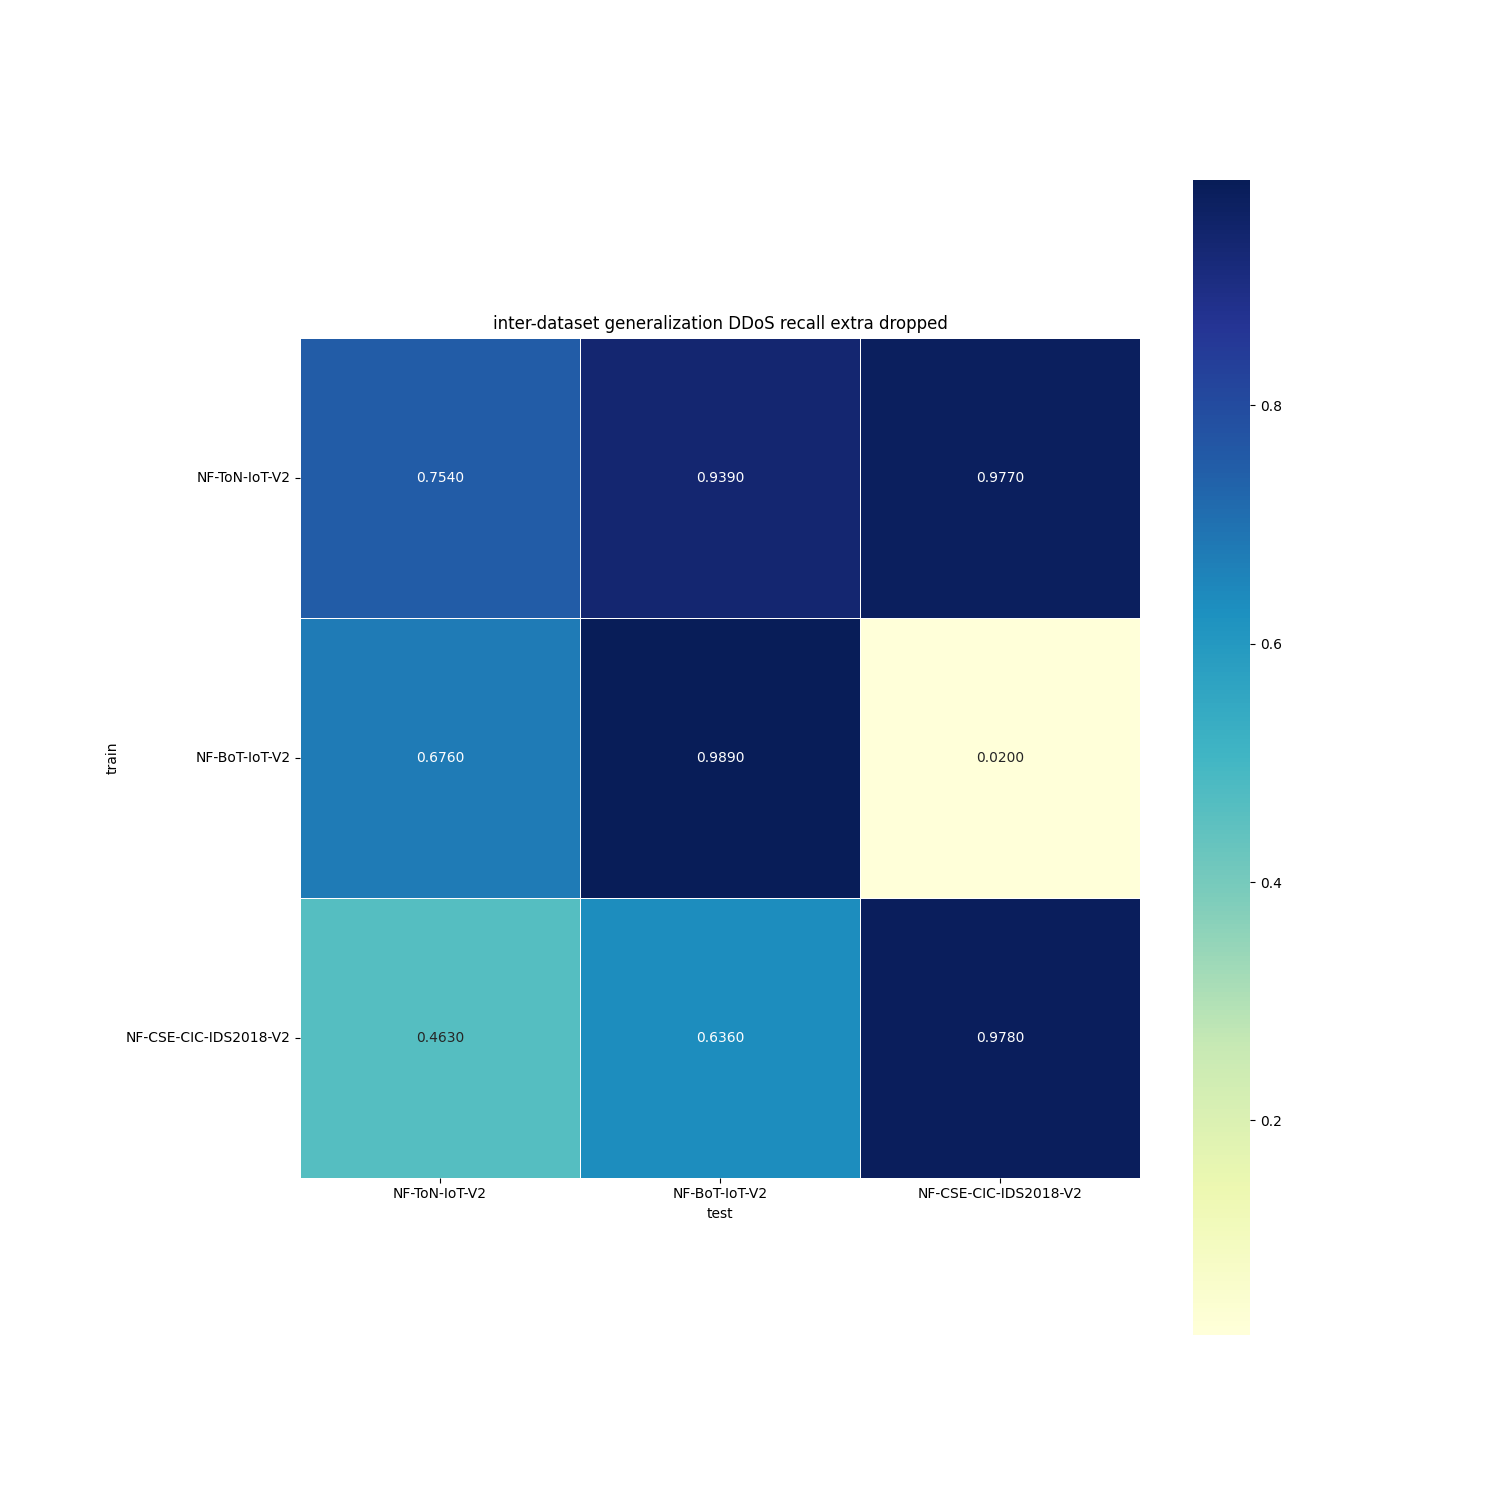 inter-dataset generalization DDoS recall extra dropped
NF-ToN-IoT-V2
0.7540
0.9390
0.9770
NF-BoT-IoT-V2
0.6760
0.9890
0.0200
NF-CSE-CIC-IDS2018-V2
0.4630
0.6360
0.9780
train
NF-ToN-IoT-V2
NF-BoT-IoT-V2
NF-CSE-CIC-IDS2018-V2
test
0.8
0.6
0.4
0.2